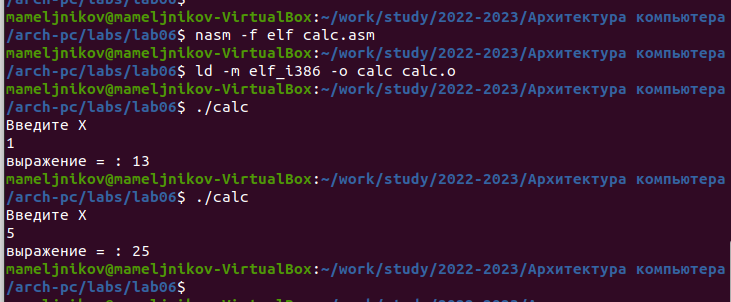 /arch-pc/labs/lab06$
mameljnikov@mameljnikov-VirtualBox:~/work/study/2022-2023/Архитектура компьютера
/arch-pc/labs/lab06$ nasm -f elf calc.asm
mameljnikov@mameljnikov-VirtualBox:~/work/study/2022-2023/Архитектура компьютера
/arch-pc/labs/lab06$ ld -m elf_i386 -o calc calc.o
mameljnikov@mameljnikov-VirtualBox:~/work/study/2022-2023/Архитектура компьютера
/arch-pc/labs/lab06$ ./calc
Введите X
1
выражение = : 13
mameljnikov@mameljnikov-VirtualBox:~/work/study/2022-2023/Архитектура компьютера
/arch-pc/labs/lab06$ ./calc
Введите X
5
выражение = : 25
mameljnikov@mameljnikov-VirtualBox:~/work/study/2022-2023/Архитектура компьютера
/arch-pc/labs/lab06$